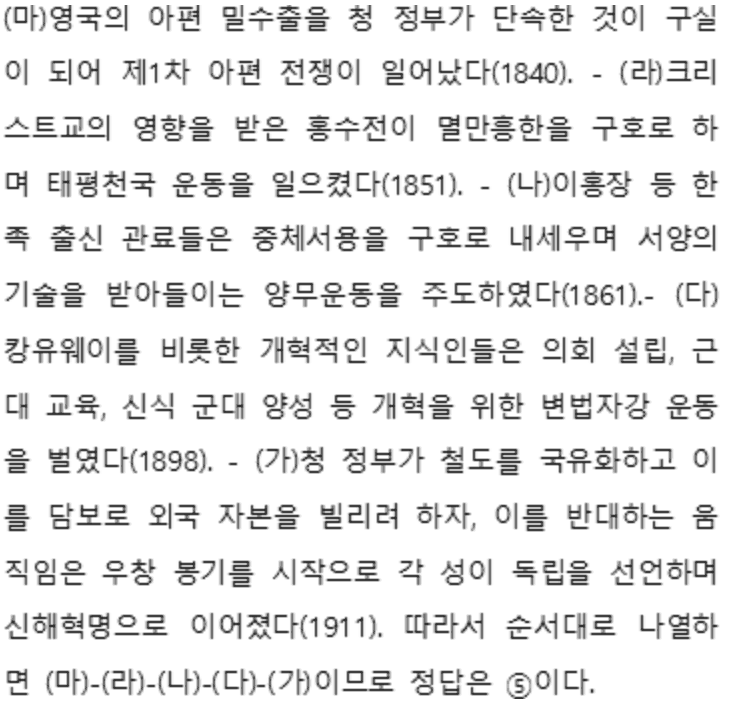 (마)영국의 아편 밀수출을 청 정부가 단속한 것이 구실
이 되어 제1차 아편 전쟁이 일어났다(1840). - (라)크리
스트교의 영향을 받은 홍수전이 멸만흥한을 구호로 하
며 태평천국 운동을 일으켰다(1851). - (나)이홍장 등 한
족 출신 관료들은 중체서용을 구호로 내세우며 서양의
기술을 받아들이는 양무운동을 주도하였다(1861).- (다)
캉유웨이를 비롯한 개혁적인 지식인들은 의회 설립, 근
대 교육, 신식 군대 양성 등 개혁을 위한 변법자강 운동
을 벌였다(1898). - (가)청 정부가 철도를 국유화하고 이
를 담보로 외국 자본을 빌리려 하자, 이를 반대하는 움
직임은 우창 봉기를 시작으로 각 성이 독립을 선언하며
신해혁명으로 이어졌다(1911). 따라서 순서대로 나열하
면 (마)-(라)-(나)-(다)-(가)이므로 정답은 ⑤이다.